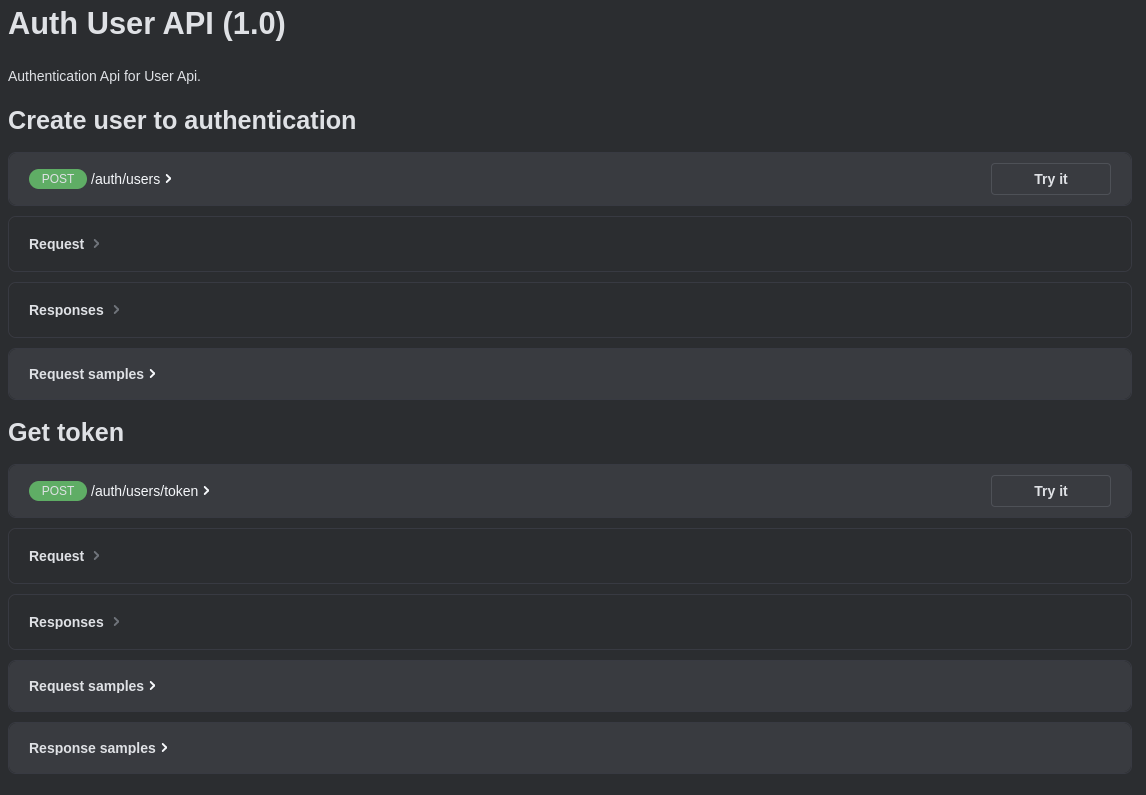 Auth User API (1.0)
Authentication Api for User Api.
Create user to authentication
POST /auth/users Try it
Request
Responses
Request samples
Get token
POST /auth/users/token Try it
Request
Responses
Request samples
Response samples